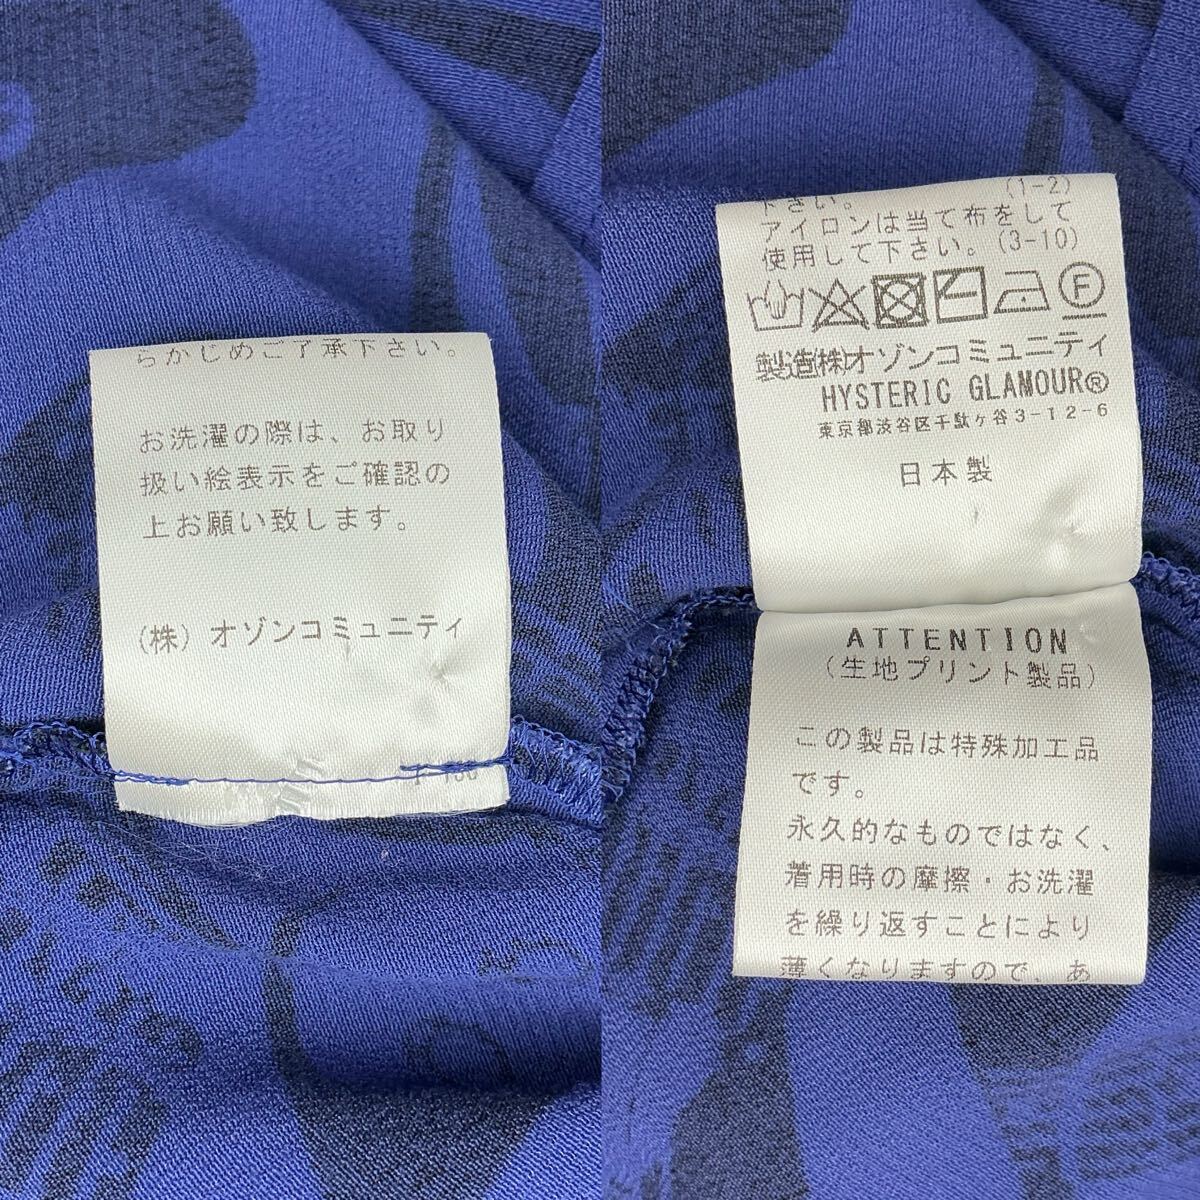 らかじめご了承下さい。
お洗濯の際は、お取り
扱い絵表示をご確認の
上お願い致します。
(株) オゾンコミュニティ
下さい。 (1-2)
アイロンは当て布をして
使用して下さい。(3-10)
F
製造(株)オゾンコミュニティ
HYSTERIC GLAMOUR®
東京都渋谷区千駄ヶ谷3-12-6
日本製
ATTENTION
(生地プリント製品)
この製品は特殊加工品
です。
永久的なものではなく、
着用時の摩擦・お洗濯
を繰り返すことにより
薄くなりますので、あ